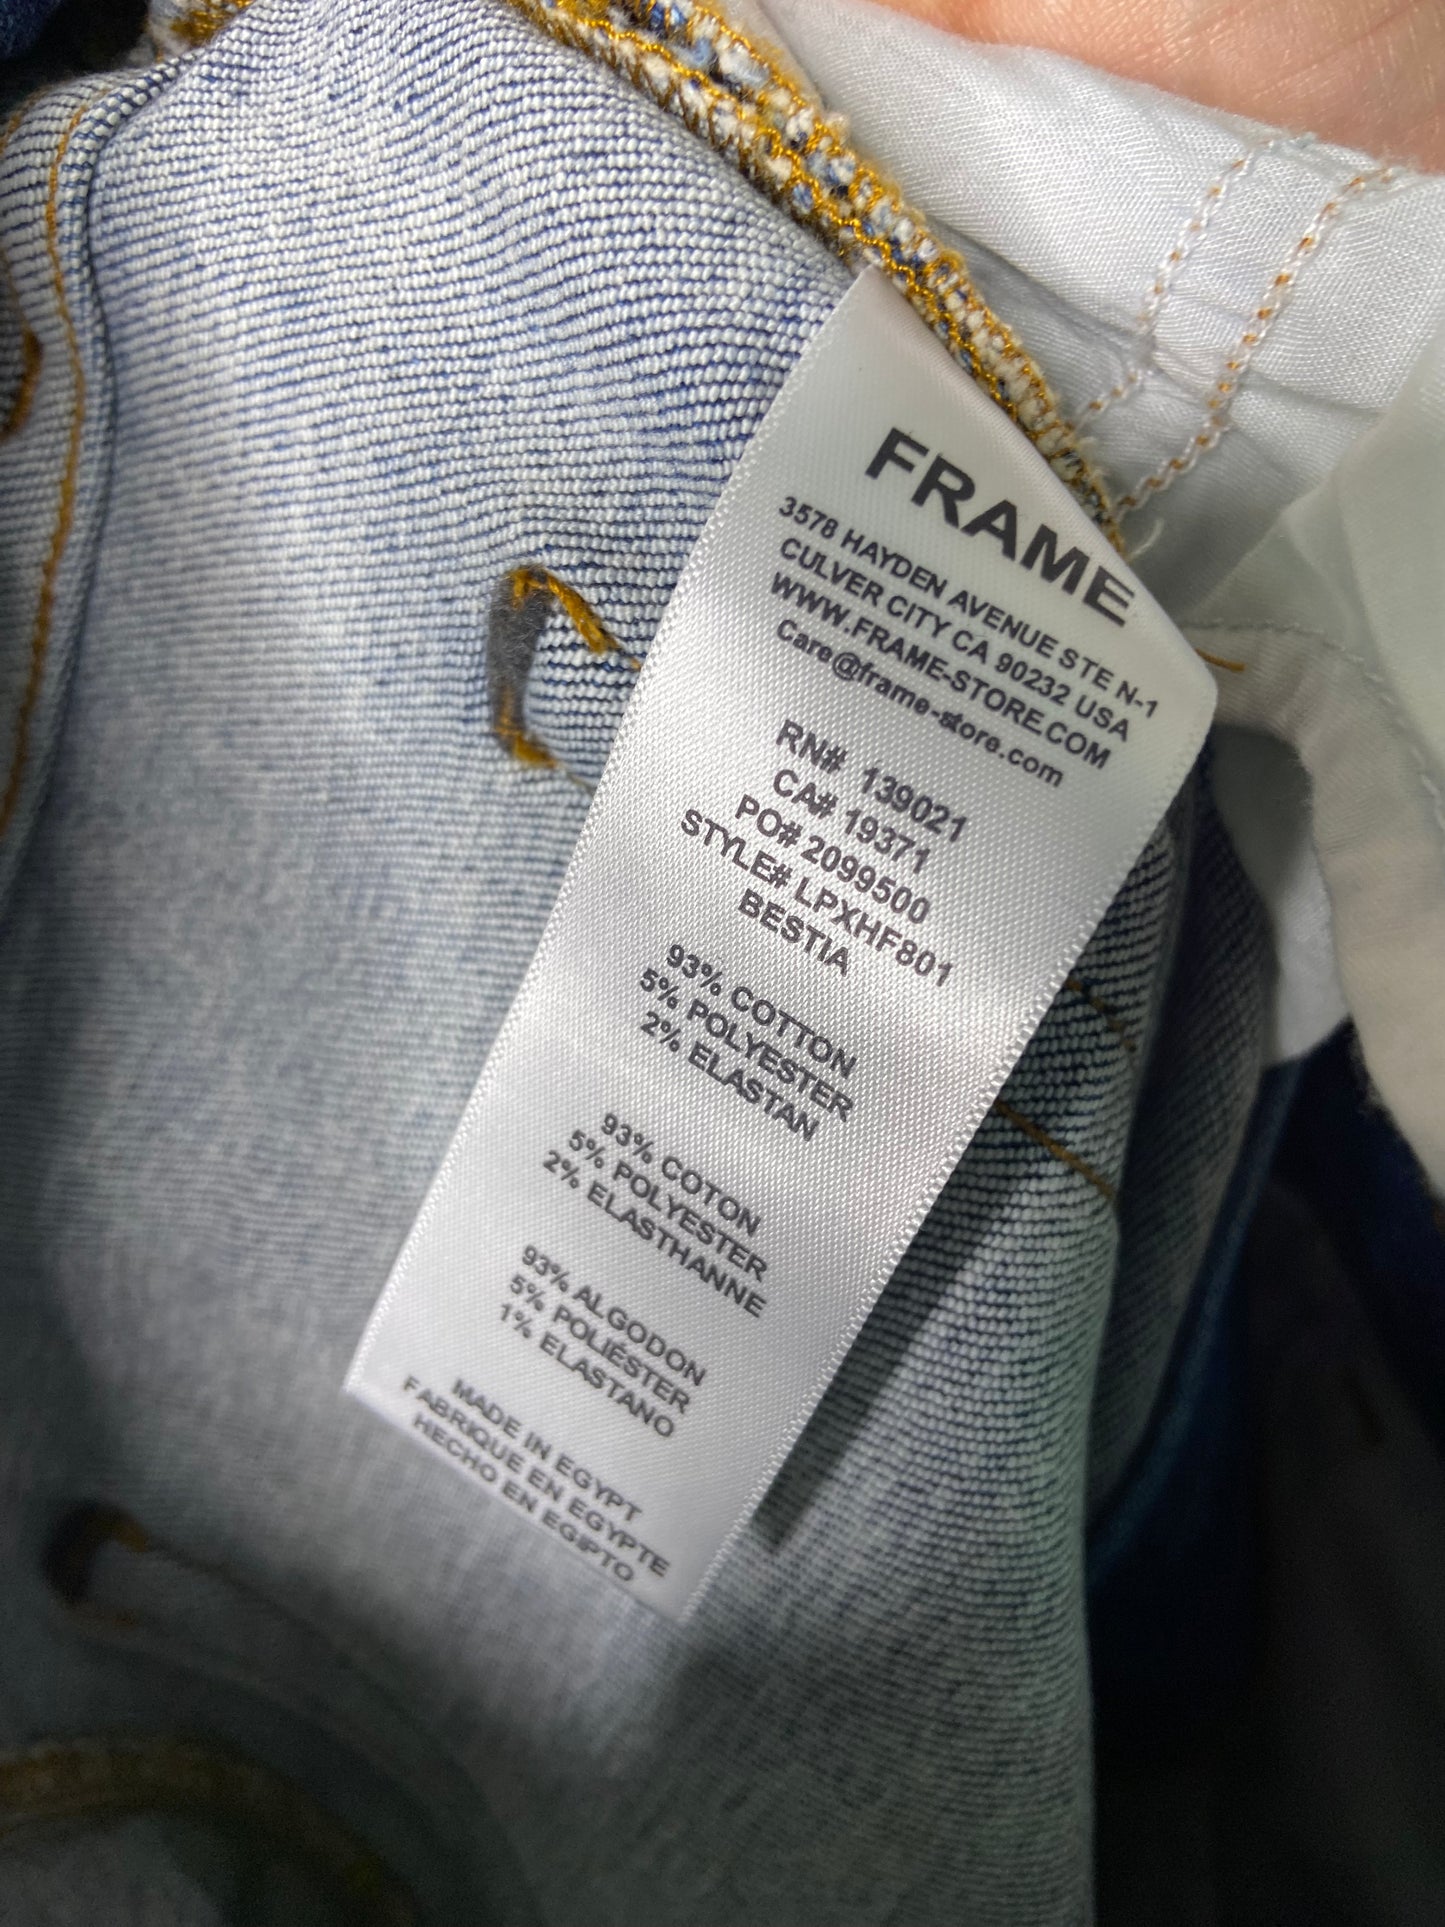 FRAME
3578 HAYDEN AVENUE STE N-1
CULVER CITY CA 90232 USA
WWW.FRAME-STORE.COM
Care@frame-store.com
RN# 139021
CA# 19371
PO# 2099500
STYLE# LPXHF801
BESTIA
93% COTTON
5% POLYESTER
2% ELASTAN
93% COTON
5% POLYESTER
2% ELASTHANNE
93% ALGODON
5% POLIÉSTER
1% ELASTANO
MADE IN EGYPT
FABRIQUE EN EGYPTE
HECHO EN EGIPTO